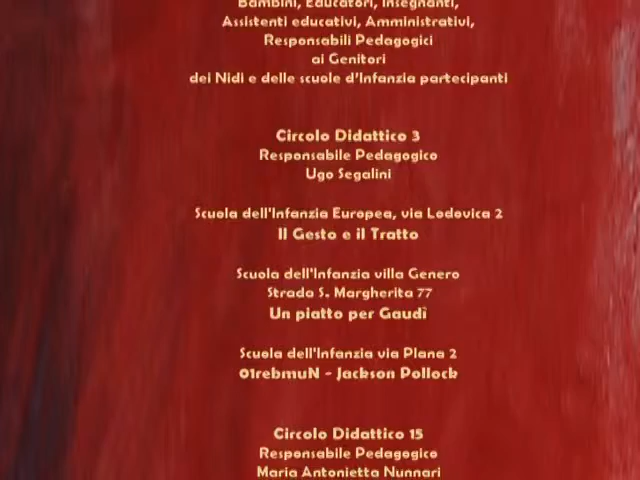 Bambini, Educatori, Insegnanti,
Assistenti educativi, Amministrativi,
Responsabili Pedagogici
ai Genitori
dei Nidi e delle scuole d'Infanzia partecipanti
Circolo Didattico 3
Responsabile Pedagogico
Ugo Segalini
Scuola dell'Infanzia Europea, via Lodovica 2
Il Gesto e il Tratto
Scuola dell'Infanzia villa Genero
Strada S. Margherita 77
Un piatto per Gaudì
Scuola dell'Infanzia via Plana 2
01rebmuN - Jackson Pollock
Circolo Didattico 15
Responsabile Pedagogico
Maria Antonietta Nunnari